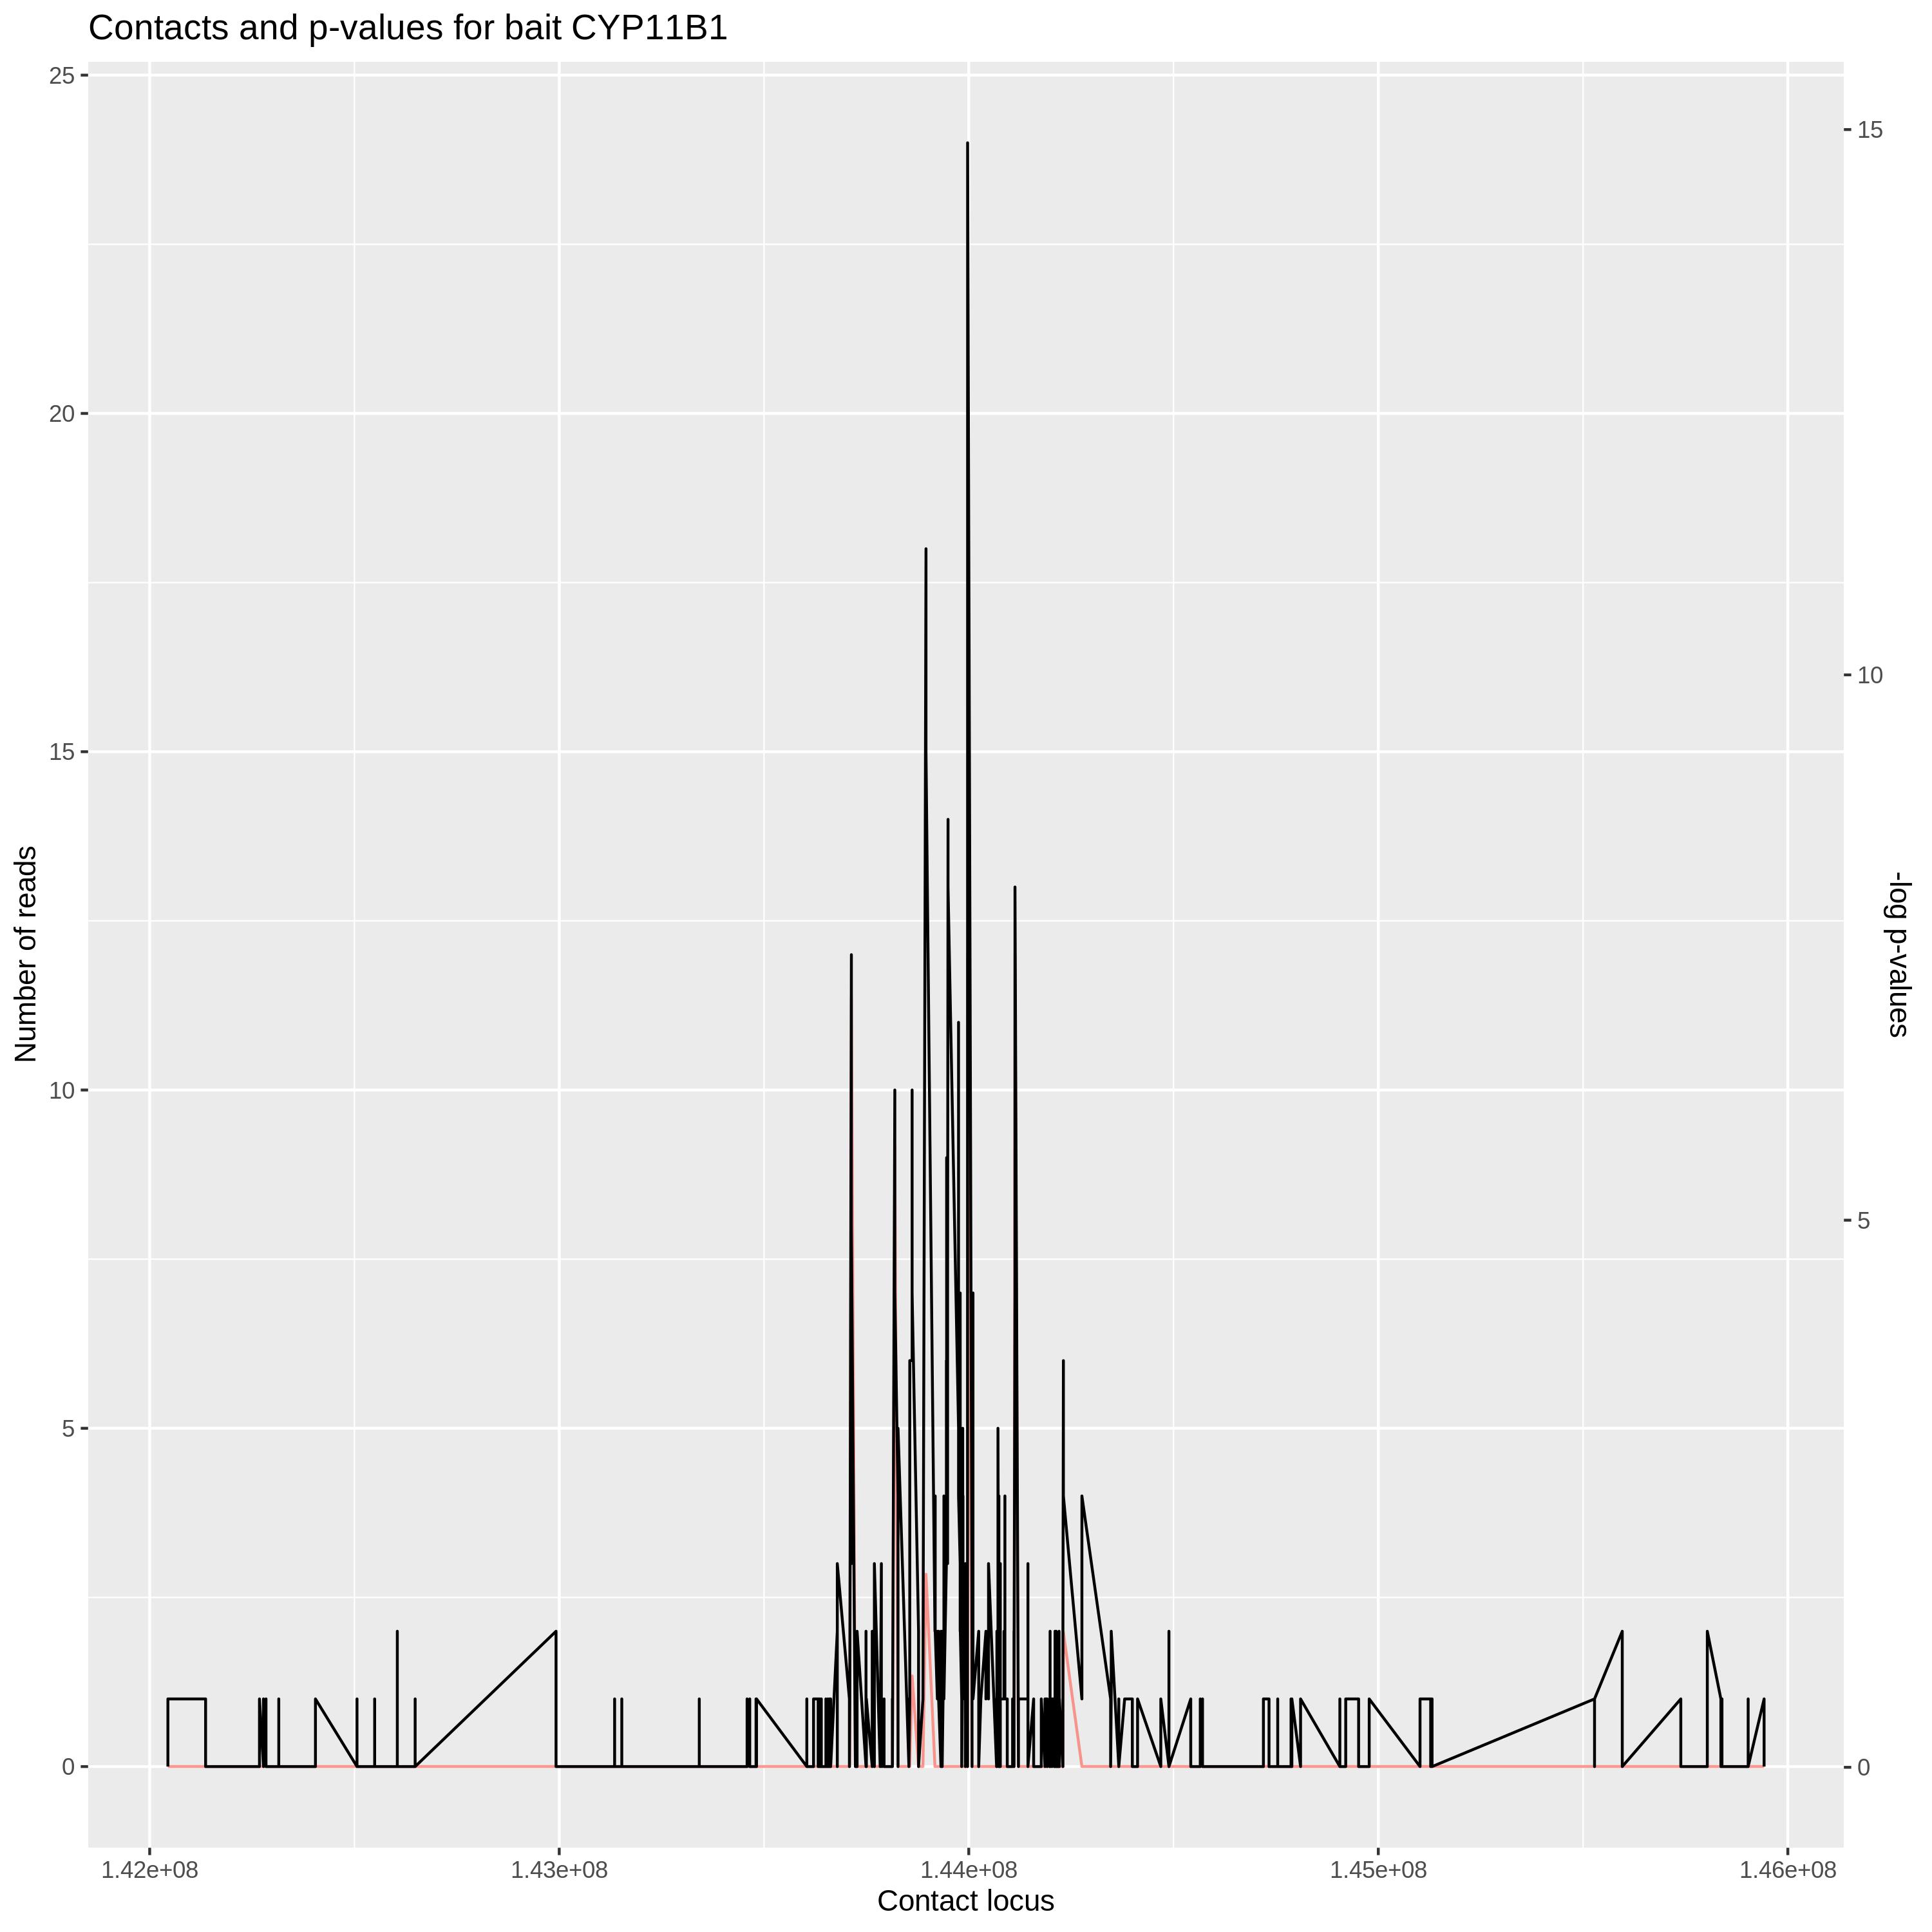 Contacts and p-values for bait CYP11B1
25
20
15
10
5
0
Number of reads
15
10
5
0
-log p-values
1.42e+08 1.43e+08 1.44e+08 1.45e+08 1.46e+08
Contact locus